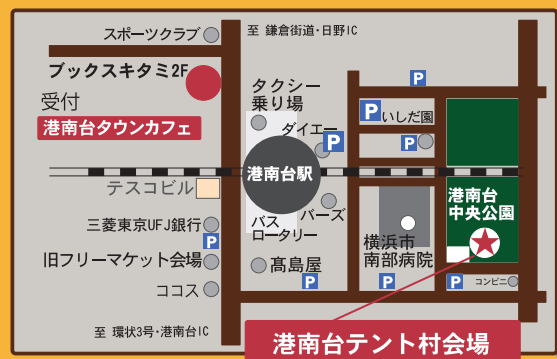 スポーツクラブ
至 鎌倉街道・日野IC
ブックスキタミ2F
受付
港南台タウンカフェ
タクシー
乗り場
ダイエー
P
P
P
いしだ園
P
港南台駅
テスコビル
港南台
中央公園
三菱東京UFJ銀行
P
バス
ロータリー
バーズ
横浜市
南部病院
旧フリーマケット会場
髙島屋
P
P
P
コンビニ
ココス
至 環状3号・港南台IC
港南台テント村会場